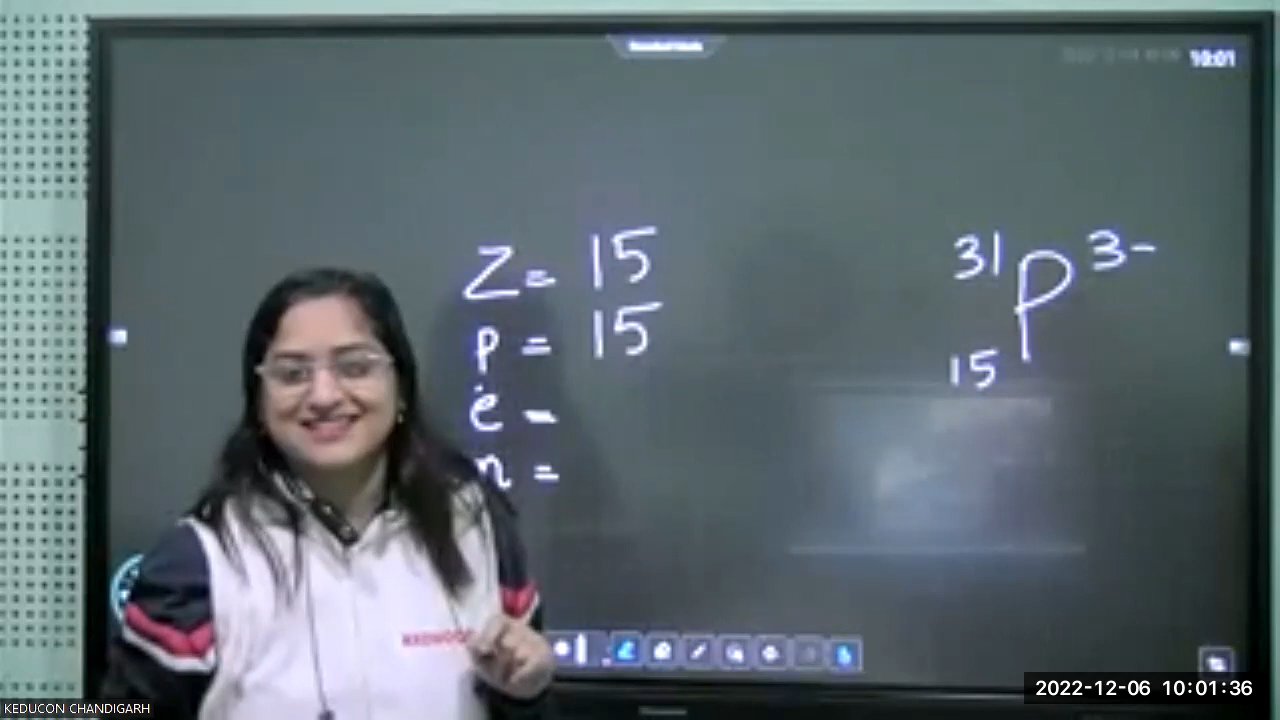 10:01
Z = 15
p = 15
e -
n =
31 P 3-
15
2022-12-06 10:01:36
KEDUCON CHANDIGARH